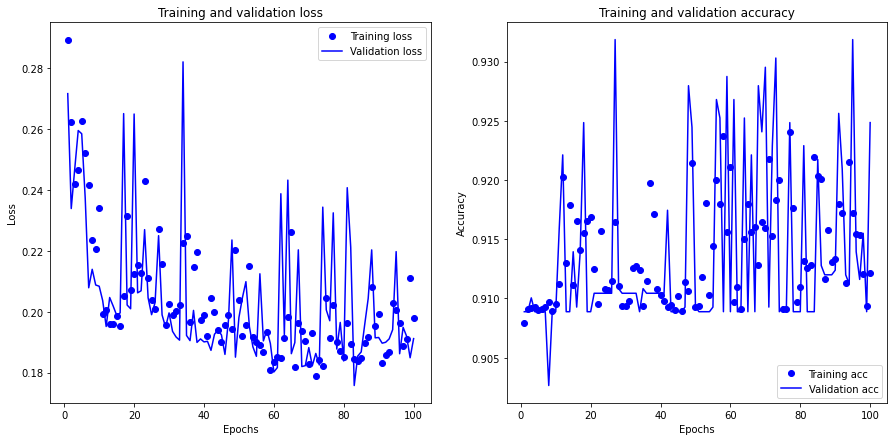 Training and validation loss
Training loss
Validation loss
0.28
0.26
0.24
0.22
0.20
0.18
Loss
0
20
40
60
80
100
Epochs
Training and validation accuracy
0.930
0.925
0.920
0.915
0.910
0.905
Accuracy
Training acc
Validation acc
0
20
40
60
80
100
Epochs